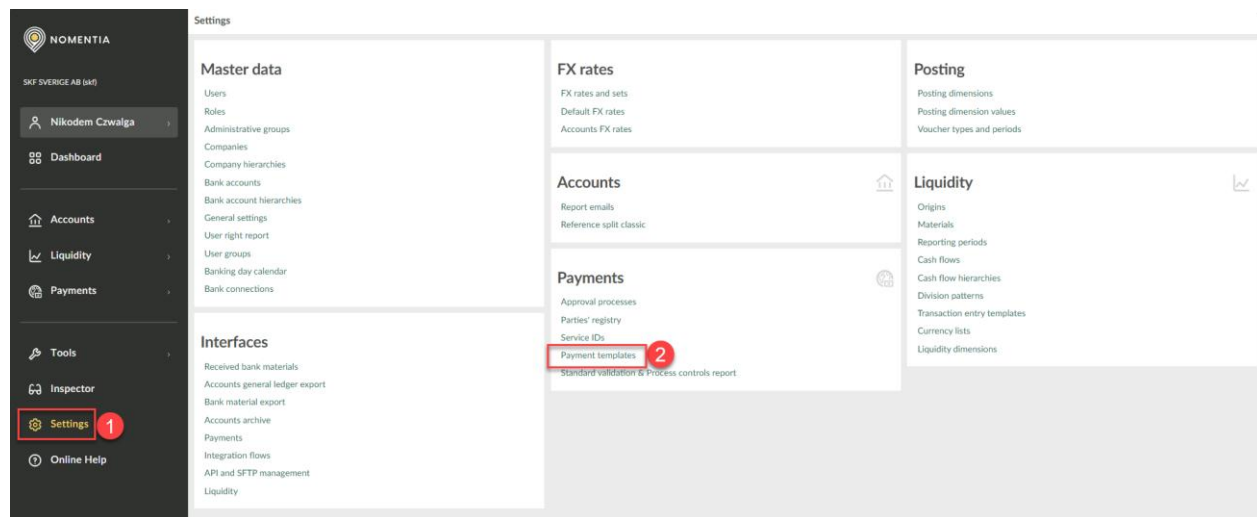 NOMENTIA
SKF SVERIGE AB (skf)
Nikodem Czwalga
Dashboard
Accounts
Liquidity
Payments
Tools
Inspector
Settings
1
Online Help
Settings
Master data
Users
Roles
Administrative groups
Companies
Company hierarchies
Bank accounts
Bank account hierarchies
General settings
User right report
User groups
Banking day calendar
Bank connections
Interfaces
Received bank materials
Accounts general ledger export
Bank material export
Accounts archive
Payments
Integration flows
API and SFTP management
Liquidity
FX rates
FX rates and sets
Default FX rates
Accounts FX rates
Accounts
Report emails
Reference split classic
Payments
Approval processes
Parties' registry
Service IDs
Payment templates
2
Standard validation & Process controls report
Posting
Posting dimensions
Posting dimension values
Voucher types and periods
Liquidity
Origins
Materials
Reporting periods
Cash flows
Cash flow hierarchies
Division patterns
Transaction entry templates
Currency lists
Liquidity dimensions